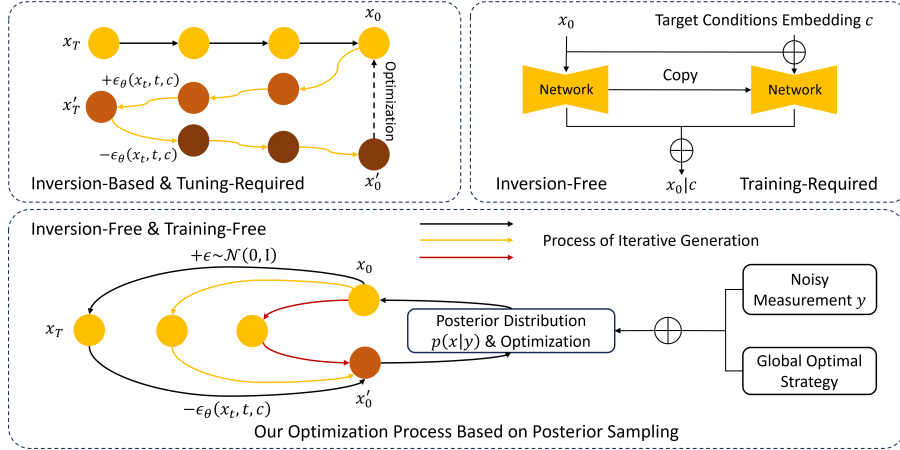 x_0
x_T
+ϵ_θ(x_t, t, c)
x′_T
Optimization
−ϵ_θ(x_t, t, c)
x′_0
Inversion-Based & Tuning-Required
x_0
Target Conditions Embedding c
Network
Copy
Network
Inversion-Free
x_0|c
Training-Required
Inversion-Free & Training-Free
Process of Iterative Generation
+ϵ~𝒩(0, I)
x_0
x_T
Posterior Distribution
p(x|y) & Optimization
Noisy
Measurement y
Global Optimal
Strategy
x′_0
−ϵ_θ(x_t, t, c)
Our Optimization Process Based on Posterior Sampling